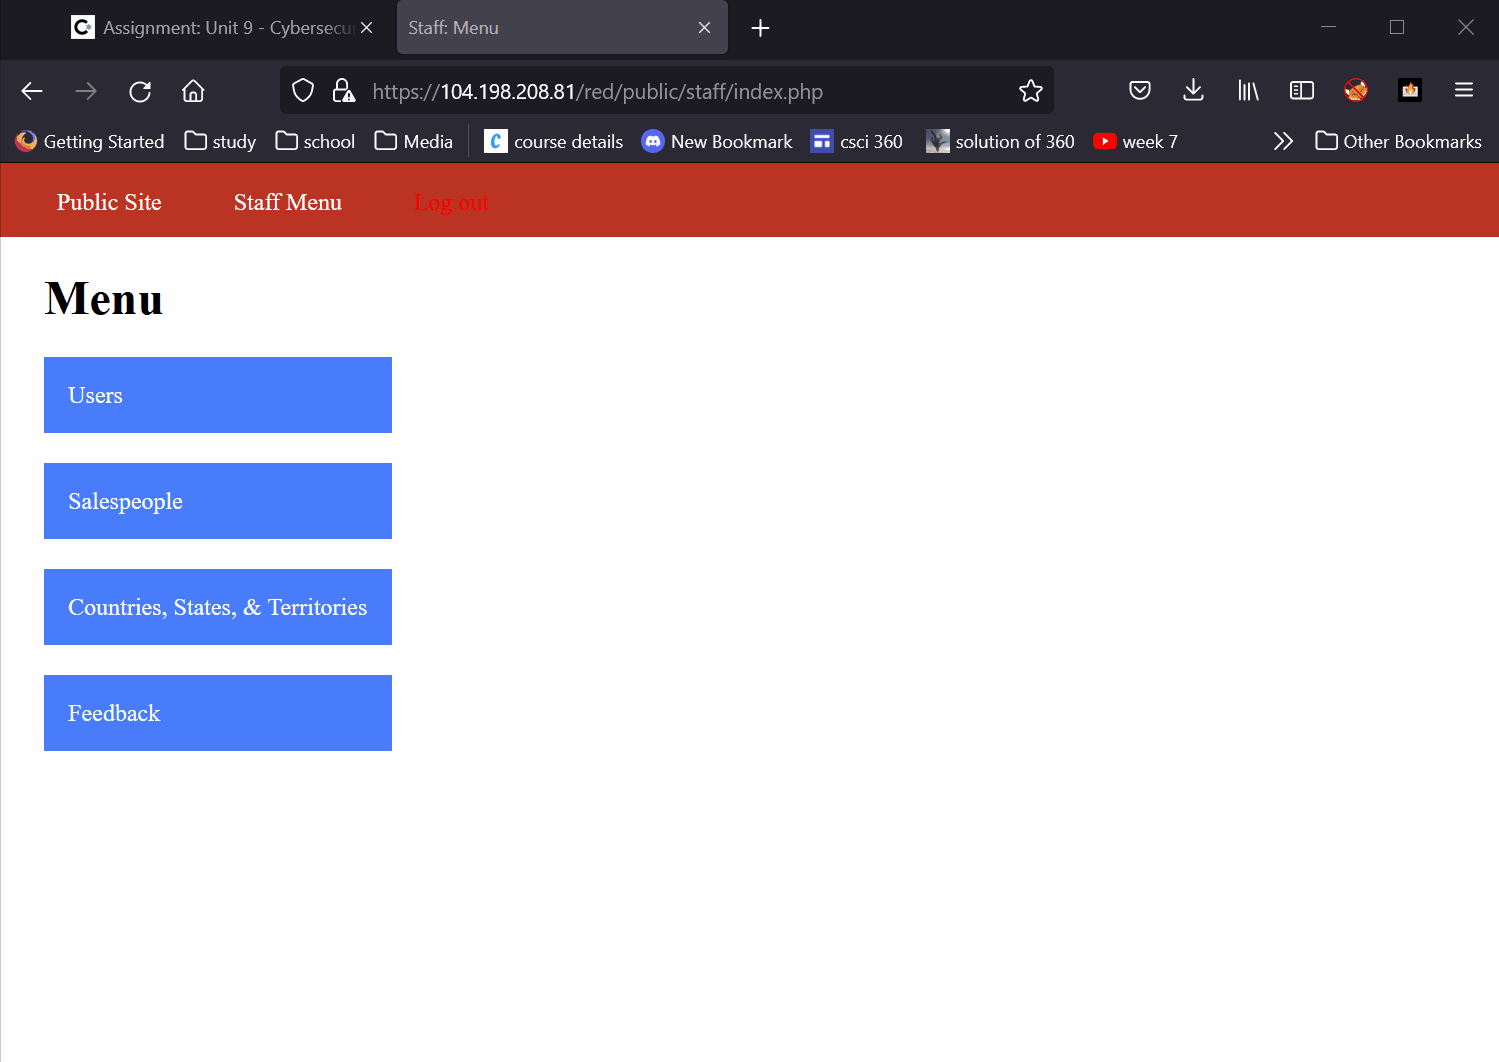 Assignment: Unit 9 - Cybersecur
Staff: Menu
https://104.198.208.81/red/public/staff/index.php
Getting Started study school Media course details New Bookmark csci 360 solution of 360 week 7 Other Bookmarks
Public Site Staff Menu Log out
Menu
Users
Salespeople
Countries, States, & Territories
Feedback